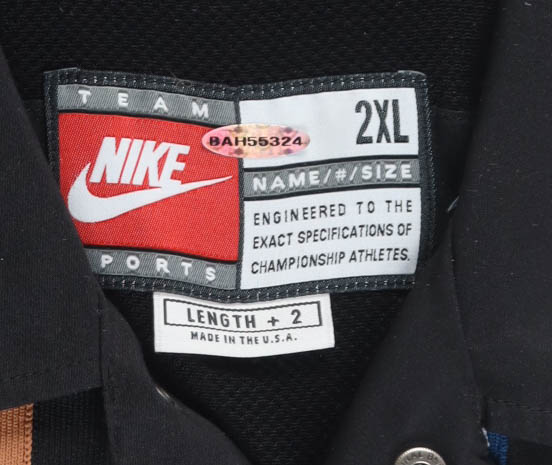 TEAM
NIKE
SPORTS
BAH55324
2XL
NAME/#/SIZE
ENGINEERED TO THE
EXACT SPECIFICATIONS OF
CHAMPIONSHIP ATHLETES.
LENGTH + 2
MADE IN THE U.S.A.